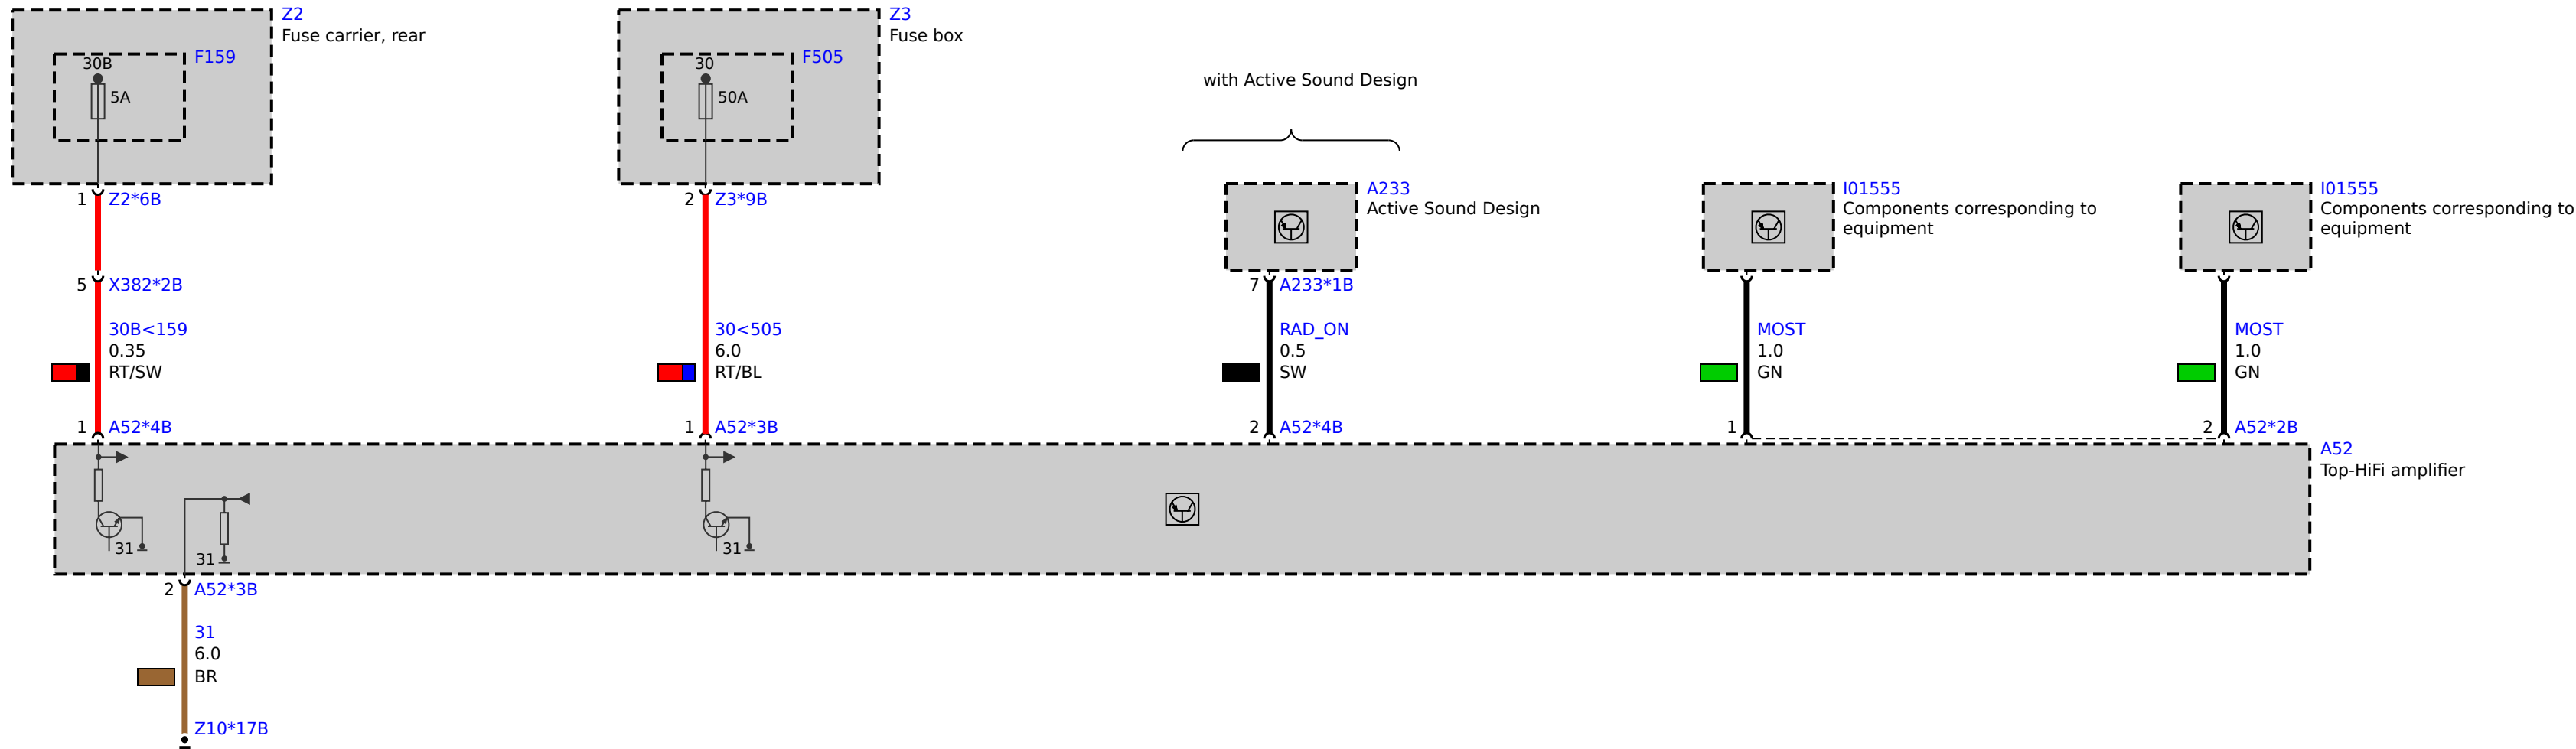 Z2
Fuse carrier, rear
Z3
Fuse box
F159
30B
5A
F505
30
50A
with Active Sound Design
1 Z2*6B
2 Z3*9B
A233
Active Sound Design
I01555
Components corresponding to
equipment
I01555
Components corresponding to
equipment
5 X382*2B
7 A233*1B
30B<159
0.35
RT/SW
30<505
6.0
RT/BL
RAD_ON
0.5
SW
MOST
1.0
GN
MOST
1.0
GN
1 A52*4B
1 A52*3B
2 A52*4B
1
2 A52*2B
A52
Top-HiFi amplifier
31
31
31
2 A52*3B
31
6.0
BR
Z10*17B